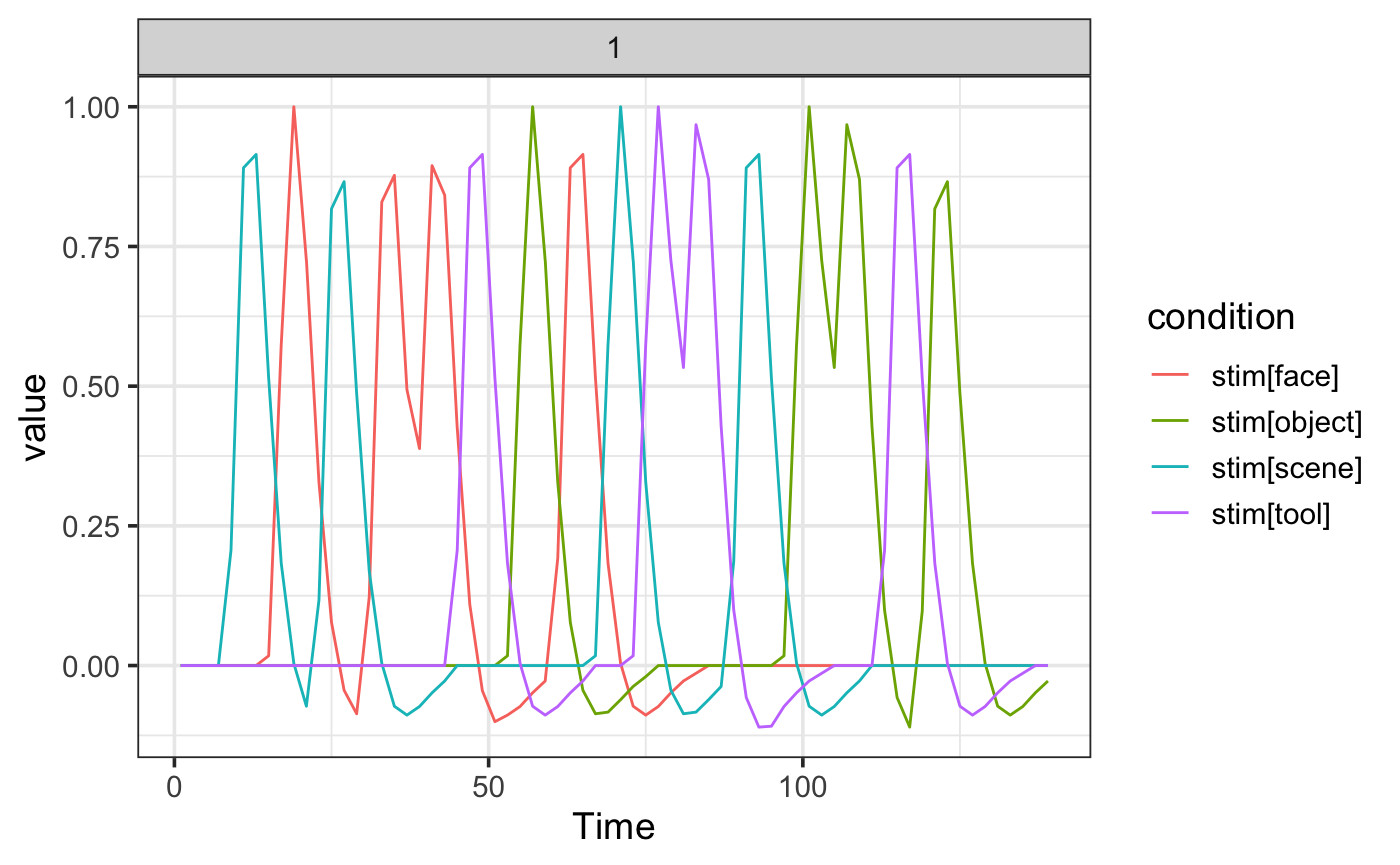 1
1.00
0.75
0.50
0.25
0.00
value
0
50
100
Time
condition
stim[face]
stim[object]
stim[scene]
stim[tool]